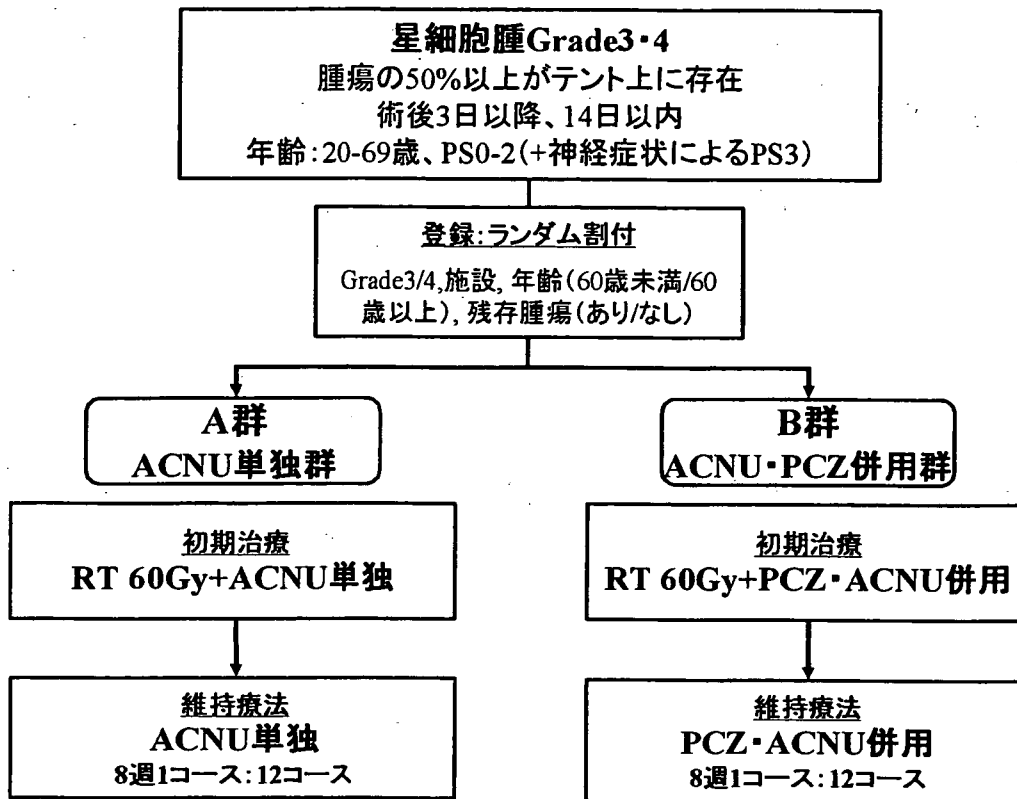 星細胞腫Grade3・4
腫瘍の50%以上がテント上に存在
術後3日以降、14日以内
年齢:20-69歳、PS0-2(+神経症状によるPS3)
登録:ランダム割付
Grade3/4,施設, 年齢(60歳未満/60
歳以上), 残存腫瘍(あり/なし)
A群
ACNU単独群
B群
ACNU・PCZ併用群
初期治療
RT 60Gy+ACNU単独
初期治療
RT 60Gy+PCZ・ACNU併用
維持療法
ACNU単独
8週1コース:12コース
維持療法
PCZ・ACNU併用
8週1コース:12コース